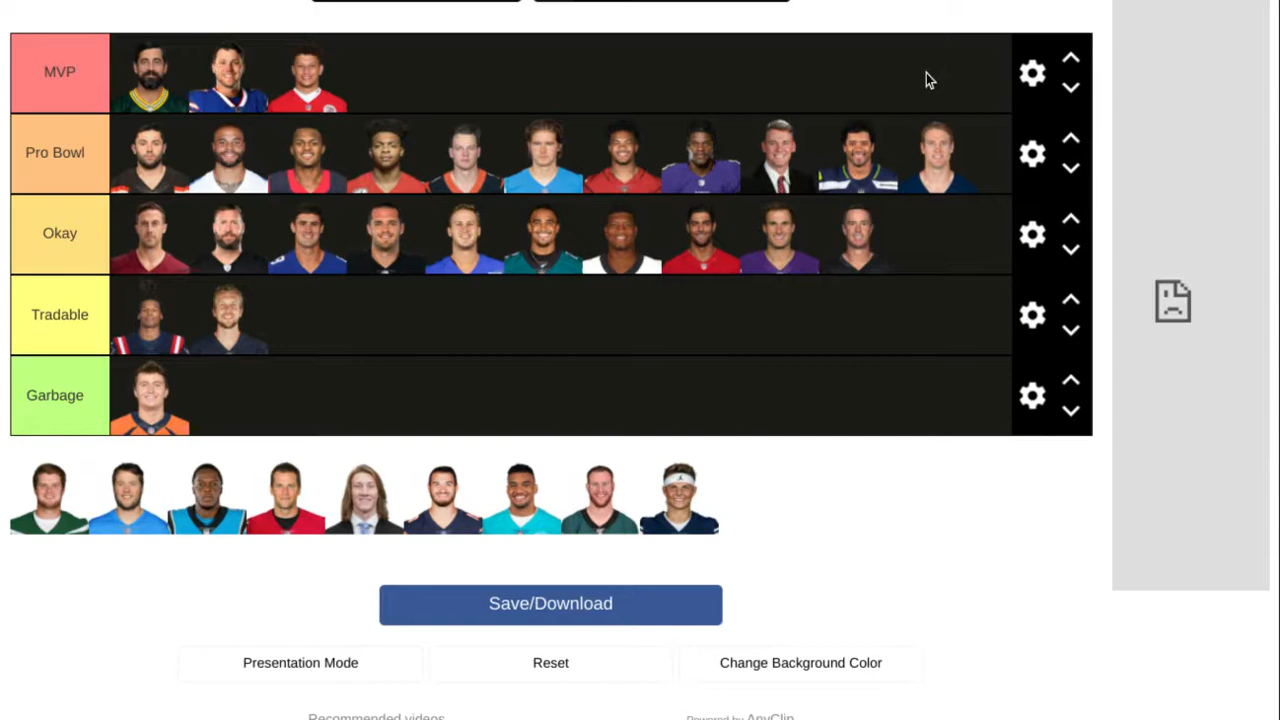 MVP
Pro Bowl
Okay
Tradable
Garbage
Save/Download
Presentation Mode
Reset
Change Background Color
Recommended videos
Powered by AnyClip